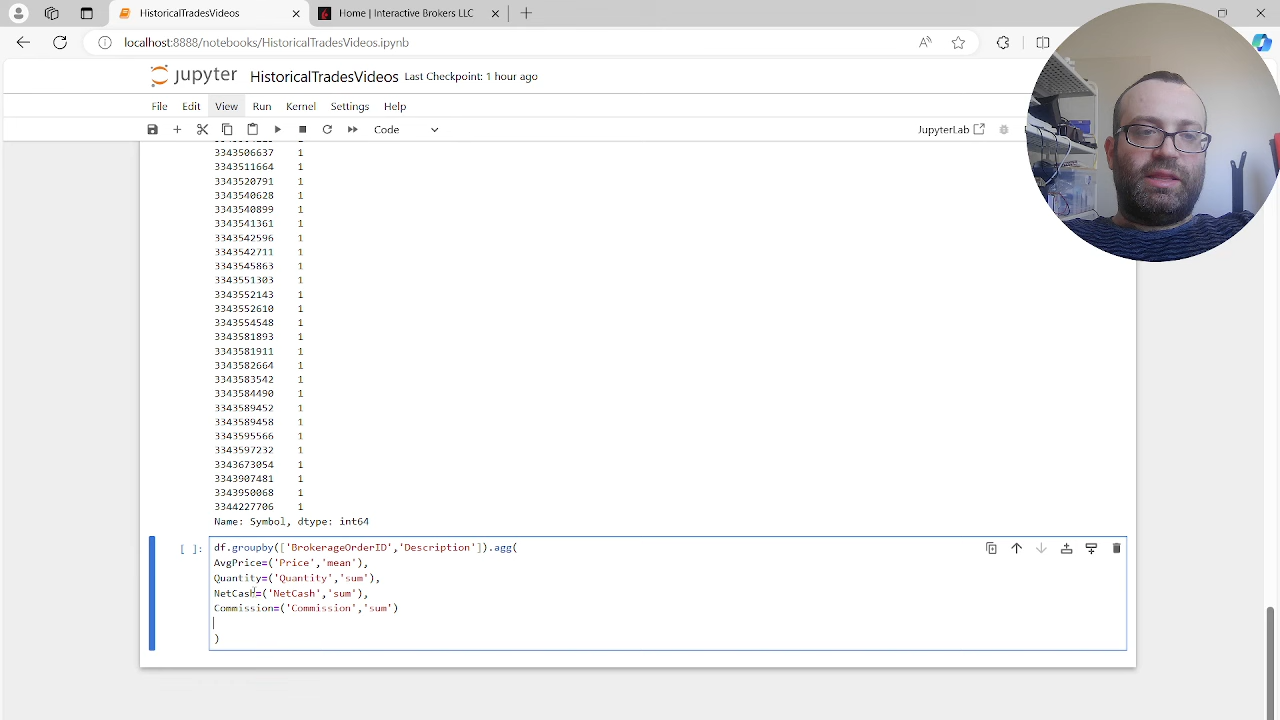 HistoricalTradesVideos
Home | Interactive Brokers LLC
localhost:8888/notebooks/HistoricalTradesVideos.ipynb
jupyter HistoricalTradesVideos Last Checkpoint: 1 hour ago
File Edit View Run Kernel Settings Help
Code JupyterLab
3343506637 1
3343511664 1
3343520791 1
3343540628 1
3343540899 1
3343541361 1
3343542596 1
3343542711 1
3343545863 1
3343551303 1
3343552143 1
3343552610 1
3343554548 1
3343581893 1
3343581911 1
3343582664 1
3343583542 1
3343584490 1
3343589452 1
3343589458 1
3343595566 1
3343597232 1
3343673054 1
3343907481 1
3343950068 1
3344227706 1
Name: Symbol, dtype: int64
[ ]: df.groupby(['BrokerageOrderID','Description']).agg(
AvgPrice=('Price','mean'),
Quantity=('Quantity','sum'),
NetCash=('NetCash','sum'),
Commission=('Commission','sum')
)